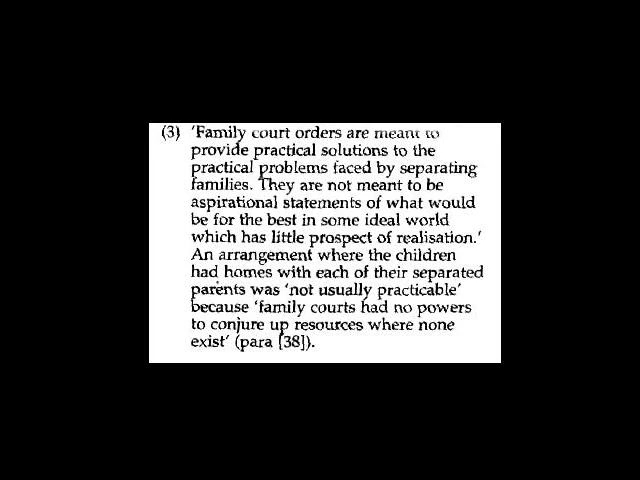 (3) 'Family court orders are meant to
provide practical solutions to the
practical problems faced by separating
families. They are not meant to be
aspirational statements of what would
be for the best in some ideal world
which has little prospect of realisation.'
An arrangement where the children
had homes with each of their separated
parents was 'not usually practicable'
because 'family courts had no powers
to conjure up resources where none
exist' (para [38]).